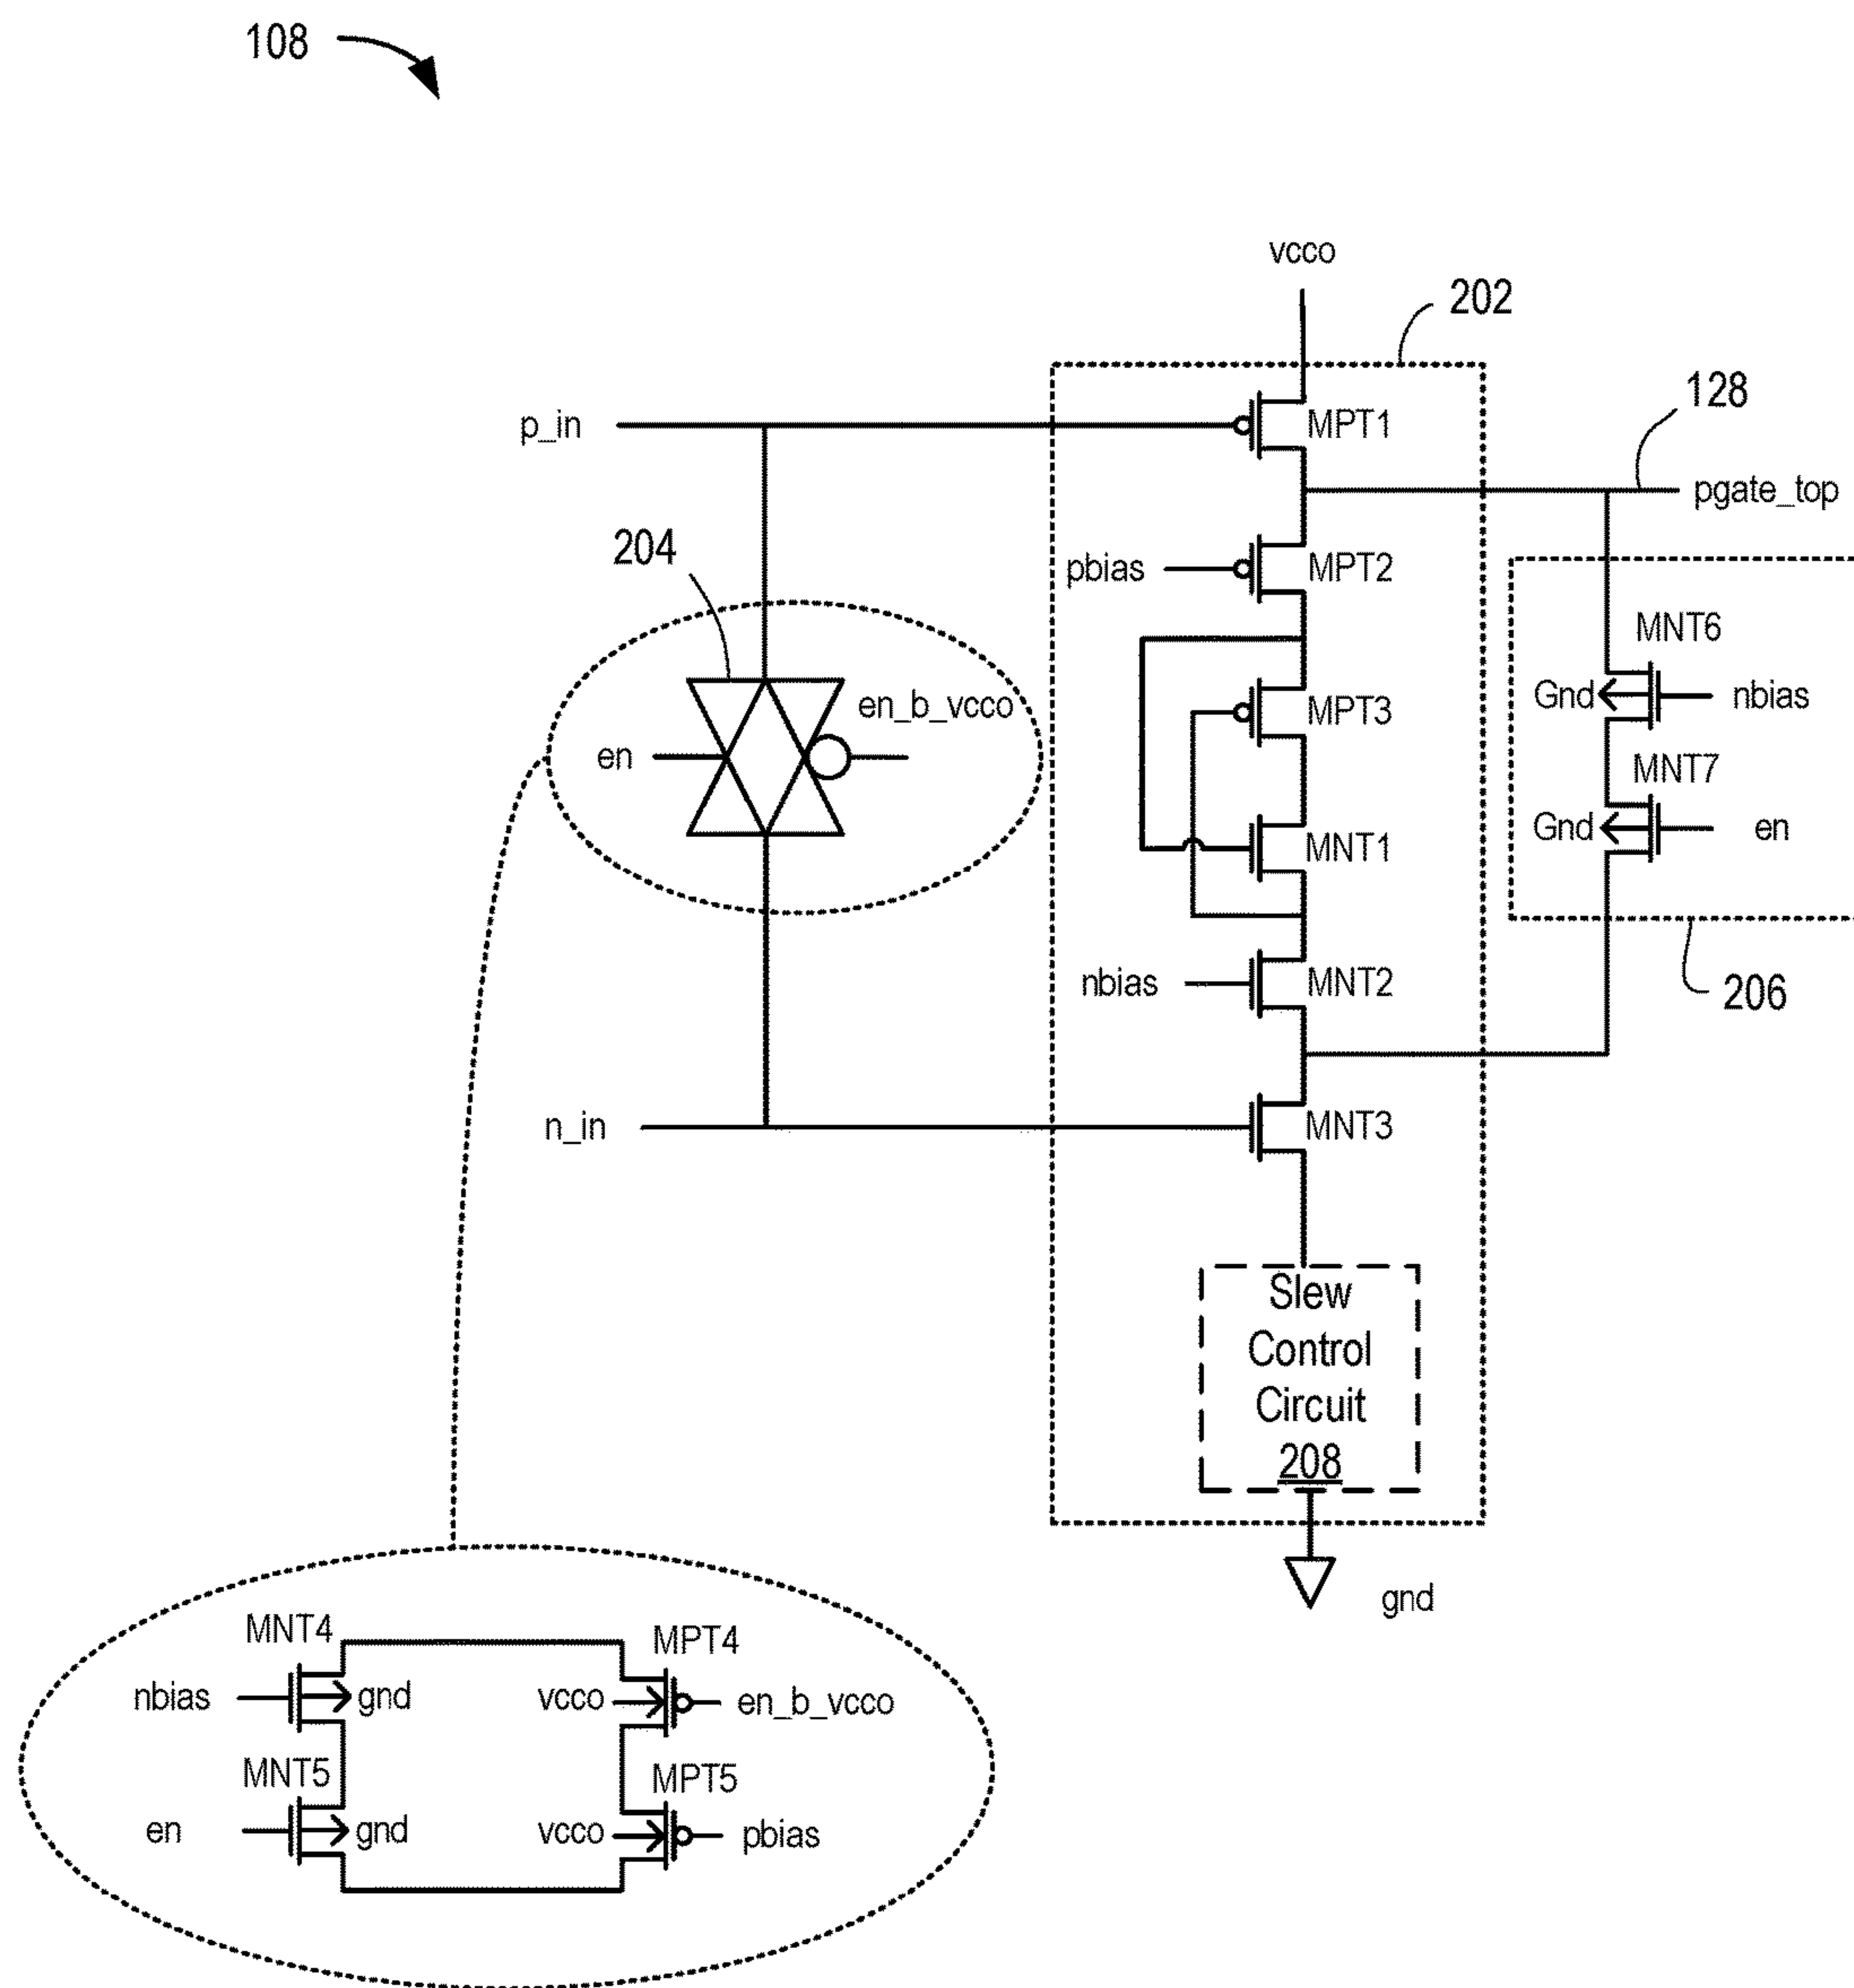 108
vcco
202
128
p_in
MPT1
pgate_top
204
pbias
MPT2
MNT6
en_b_vcco
MPT3
Gnd
nbias
en
MNT7
MNT1
Gnd
en
nbias
MNT2
206
n_in
MNT3
Slew
Control
Circuit
208
gnd
MNT4
MPT4
nbias
gnd
vcco
en_b_vcco
MNT5
MPT5
en
gnd
vcco
pbias